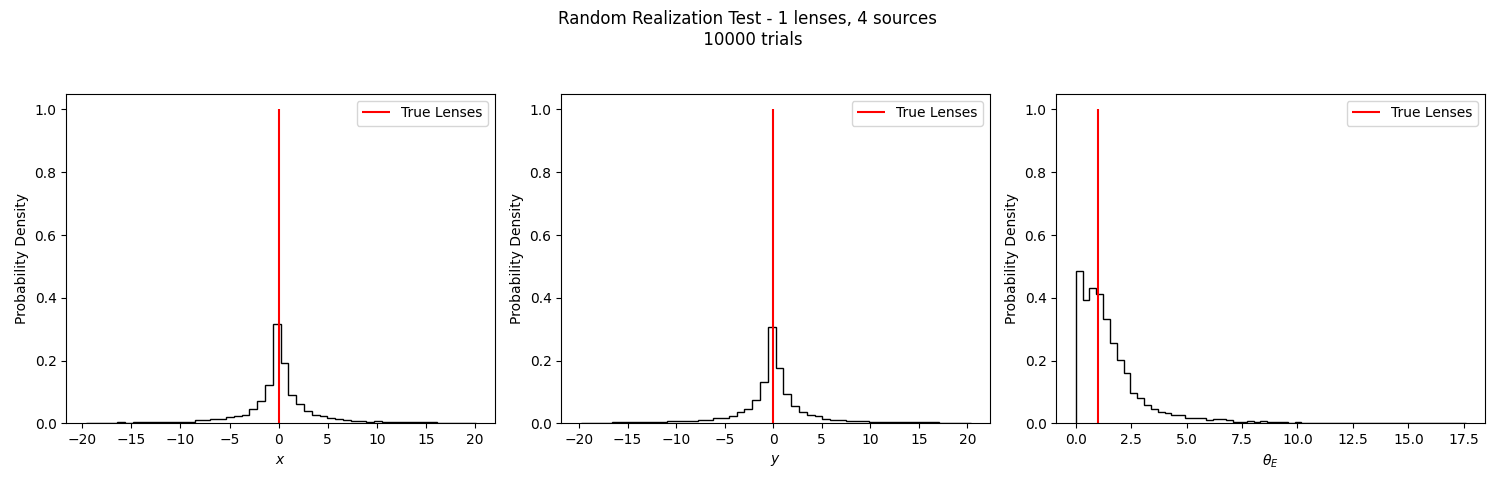 Random Realization Test - 1 lenses, 4 sources
10000 trials
True Lenses
Probability Density
1.0
0.8
0.6
0.4
0.2
0.0
−20 −15 −10 −5 0 5 10 15 20
x
True Lenses
Probability Density
1.0
0.8
0.6
0.4
0.2
0.0
−20 −15 −10 −5 0 5 10 15 20
y
True Lenses
Probability Density
1.0
0.8
0.6
0.4
0.2
0.0
0.0 2.5 5.0 7.5 10.0 12.5 15.0 17.5
θ_E